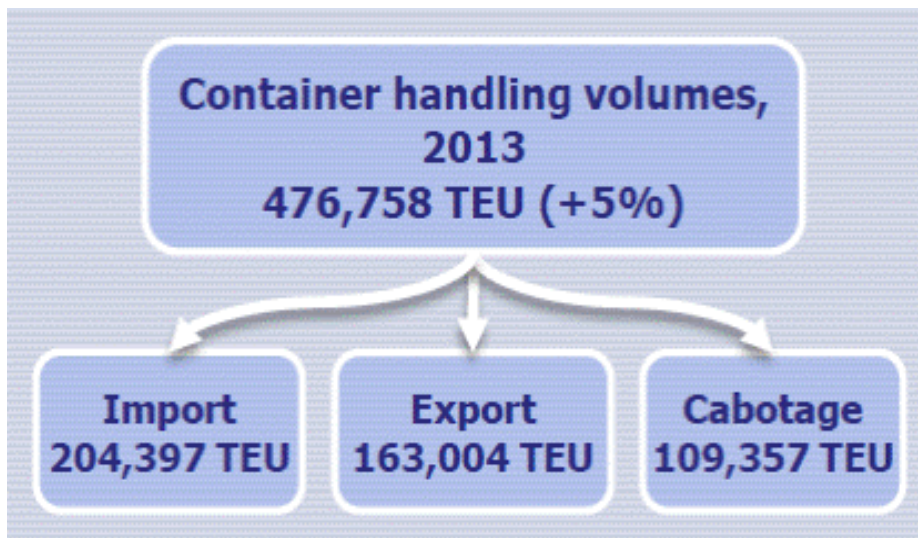 Container handling volumes,
2013
476,758 TEU (+5%)
Import
204,397 TEU
Export
163,004 TEU
Cabotage
109,357 TEU